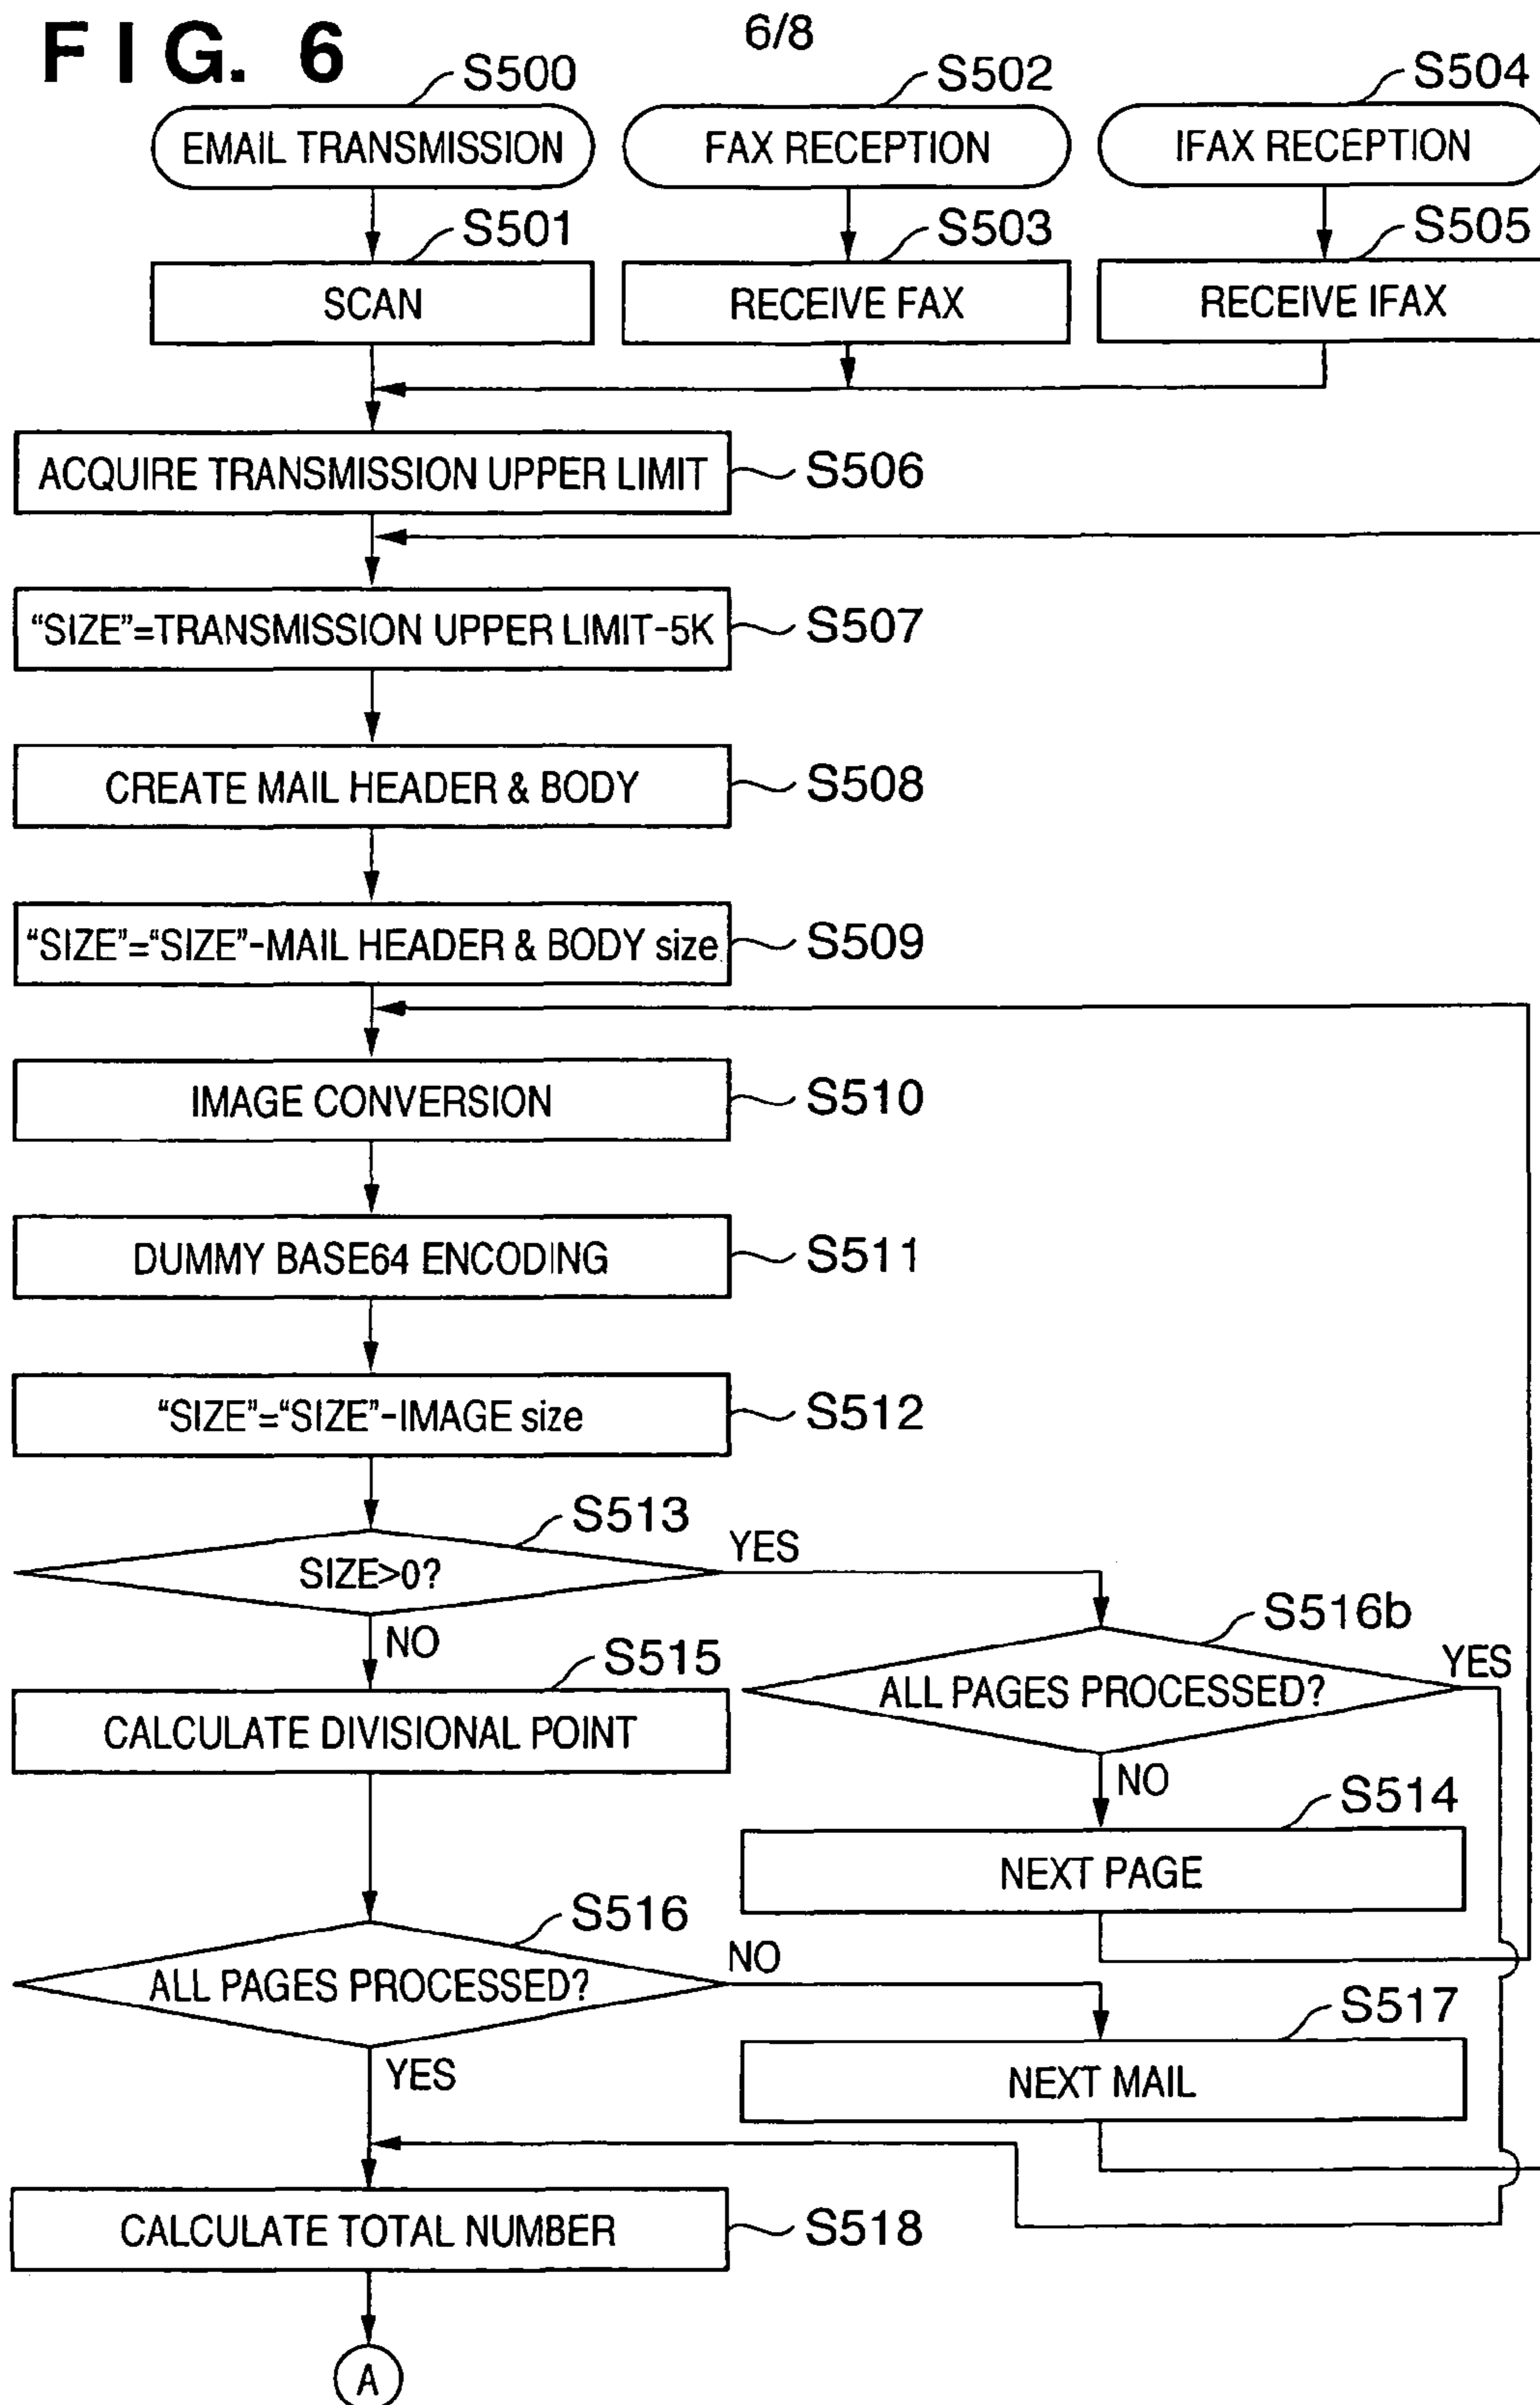 FIG. 6
6/8
S500
S502
S504
EMAIL TRANSMISSION
FAX RECEPTION
IFAX RECEPTION
S501
S503
S505
SCAN
RECEIVE FAX
RECEIVE IFAX
ACQUIRE TRANSMISSION UPPER LIMIT
S506
“SIZE”=TRANSMISSION UPPER LIMIT-5K
S507
CREATE MAIL HEADER & BODY
S508
“SIZE”=“SIZE”-MAIL HEADER & BODY size
S509
IMAGE CONVERSION
S510
DUMMY BASE64 ENCODING
S511
“SIZE”=“SIZE”-IMAGE size
S512
S513
SIZE>0?
YES
NO
S516b
ALL PAGES PROCESSED?
YES
S515
CALCULATE DIVISIONAL POINT
NO
S514
NEXT PAGE
S516
ALL PAGES PROCESSED?
NO
S517
NEXT MAIL
YES
CALCULATE TOTAL NUMBER
S518
A